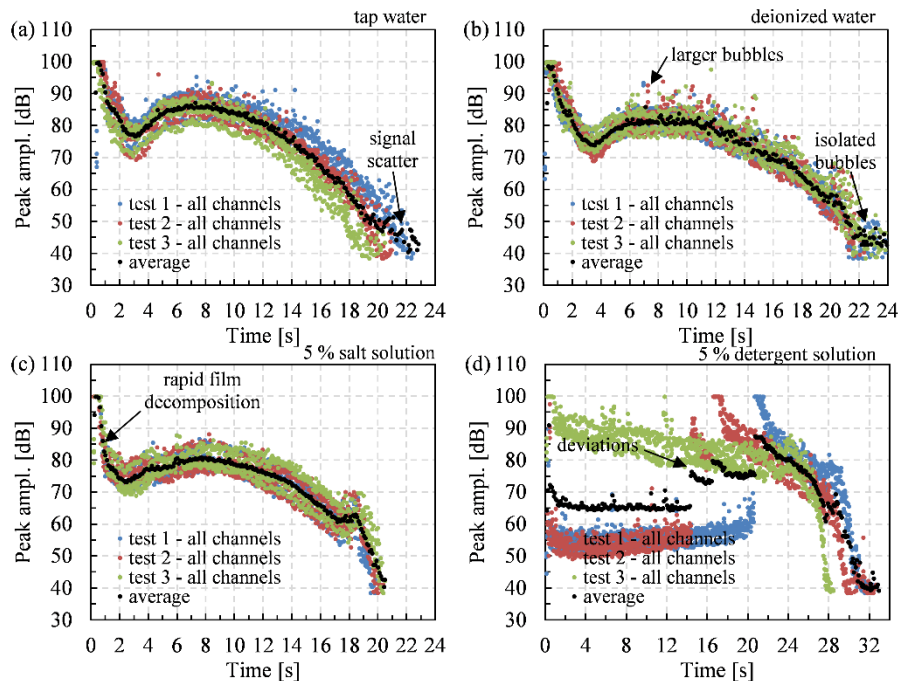 (a)
tap water
110
100
90
80
70
60
50
40
30
Peak ampl. [dB]
signal
scatter
test 1 - all channels
test 2 - all channels
test 3 - all channels
average
0 2 4 6 8 10 12 14 16 18 20 22 24
Time [s]
(b)
deionized water
110
100
90
80
70
60
50
40
30
Peak ampl. [dB]
larger bubbles
isolated
bubbles
test 1 - all channels
test 2 - all channels
test 3 - all channels
average
0 2 4 6 8 10 12 14 16 18 20 22 24
Time [s]
(c)
5 % salt solution
110
100
90
80
70
60
50
40
30
Peak ampl. [dB]
rapid film
decomposition
test 1 - all channels
test 2 - all channels
test 3 - all channels
average
0 2 4 6 8 10 12 14 16 18 20 22 24
Time [s]
(d)
5 % detergent solution
110
100
90
80
70
60
50
40
30
Peak ampl. [dB]
deviations
test 1 - all channels
test 2 - all channels
test 3 - all channels
average
0 4 8 12 16 20 24 28 32
Time [s]